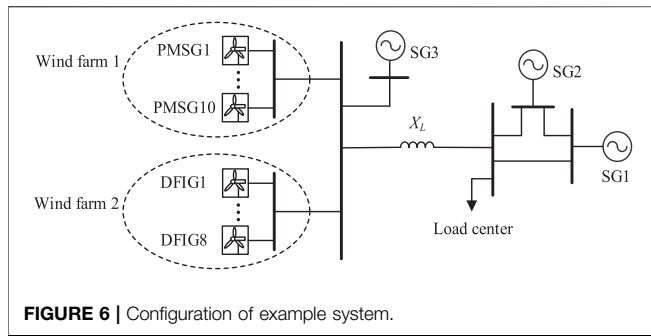 Wind farm 1
PMSG1
PMSG10
Wind farm 2
DFIG1
DFIG8
SG3
X_L
SG2
SG1
Load center
FIGURE 6 | Configuration of example system.